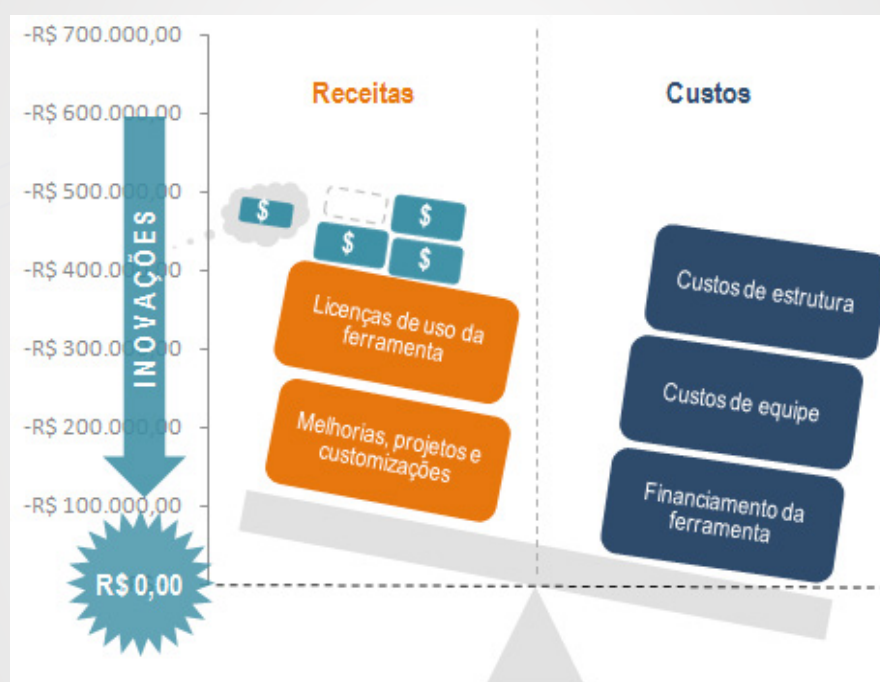 -R$ 700.000,00
-R$ 600.000,00
-R$ 500.000,00
-R$ 400.000,00
-R$ 300.000,00
-R$ 200.000,00
-R$ 100.000,00
R$ 0,00
INOVAÇÕES
Receitas
$
$
$
$
Licenças de uso da
ferramenta
Melhorias, projetos e
customizações
Custos
Custos de estrutura
Custos de equipe
Financiamento da
ferramenta